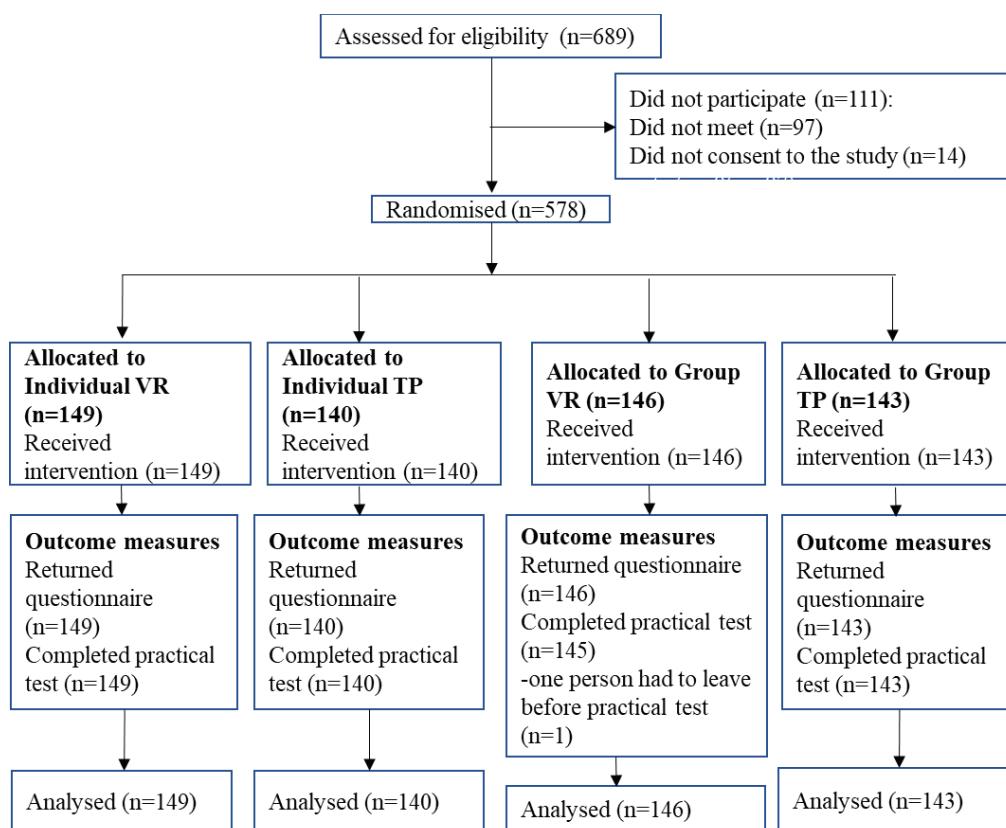 Assessed for eligibility (n=689)
Did not participate (n=111):
Did not meet (n=97)
Did not consent to the study (n=14)
Randomised (n=578)
Allocated to
Individual VR
(n=149)
Received
intervention (n=149)
Allocated to
Individual TP
(n=140)
Received
intervention (n=140)
Allocated to Group
VR (n=146)
Received
intervention (n=146)
Allocated to Group
TP (n=143)
Received
intervention (n=143)
Outcome measures
Returned
questionnaire
(n=149)
Completed practical
test (n=149)
Outcome measures
Returned
questionnaire
(n=140)
Completed practical
test (n=140)
Outcome measures
Returned questionnaire
(n=146)
Completed practical test
(n=145)
-one person had to leave
before practical test
(n=1)
Outcome measures
Returned
questionnaire
(n=143)
Completed practical
test (n=143)
Analysed (n=149)
Analysed (n=140)
Analysed (n=146)
Analysed (n=143)